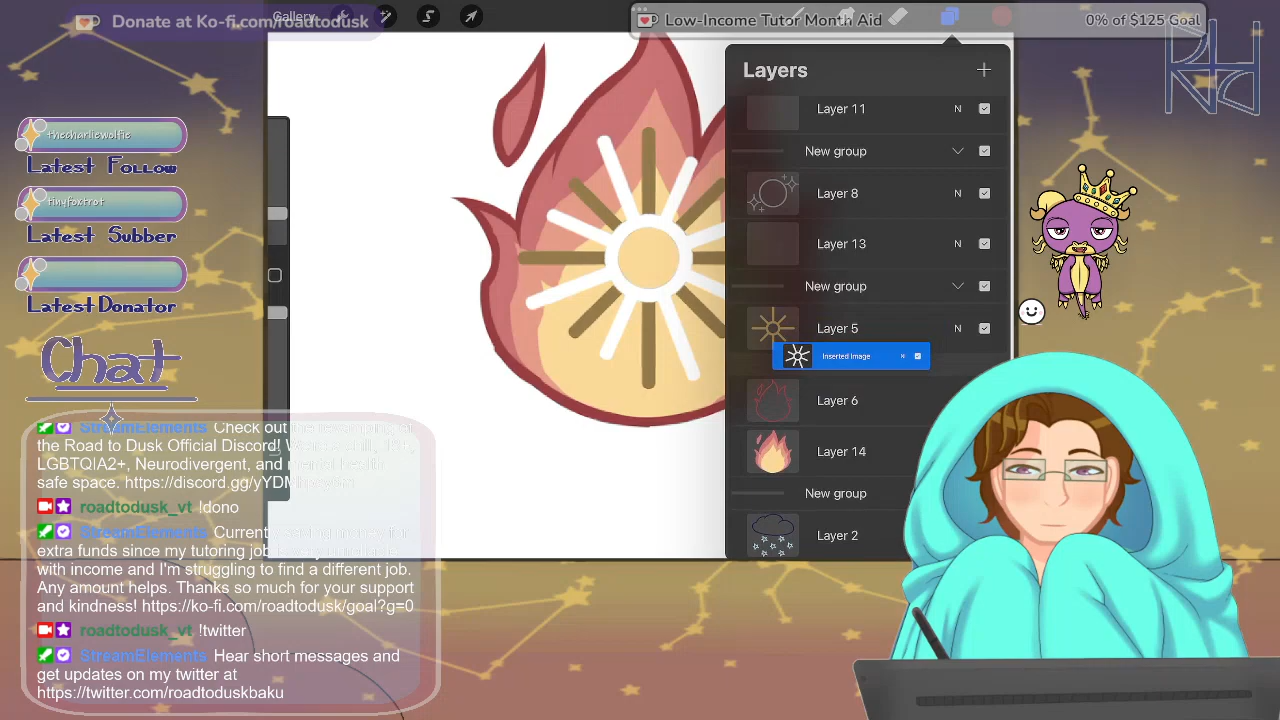 Donate at Ko-fi.com/roadtodusk
Gallery
Low-Income Tutor Month Aid
0% of $125 Goal
Layers
Layer 11
N
New group
Layer 8
N
Layer 13
N
New group
Layer 5
N
Inserted Image
N
Layer 6
Layer 14
New group
Layer 2
thecharliewolfie
Latest Follow
tinyfoxtrot
Latest Subber
Latest Donator
Chat
StreamElements Check out the
the Road to Dusk Official Discord!
LGBTQIA2+, Neurodivergent, and
safe space. https://discord.gg/
roadtodusk_vt !dono
StreamElements
extra funds since my tutoring job
with income and I'm struggling to find a different job.
Any amount helps. Thanks so much for your support
and kindness! https://ko-fi.com/roadtodusk/goal?g=0
roadtodusk_vt !twitter
StreamElements Hear short messages and
get updates on my twitter at
https://twitter.com/roadtoduskbaku